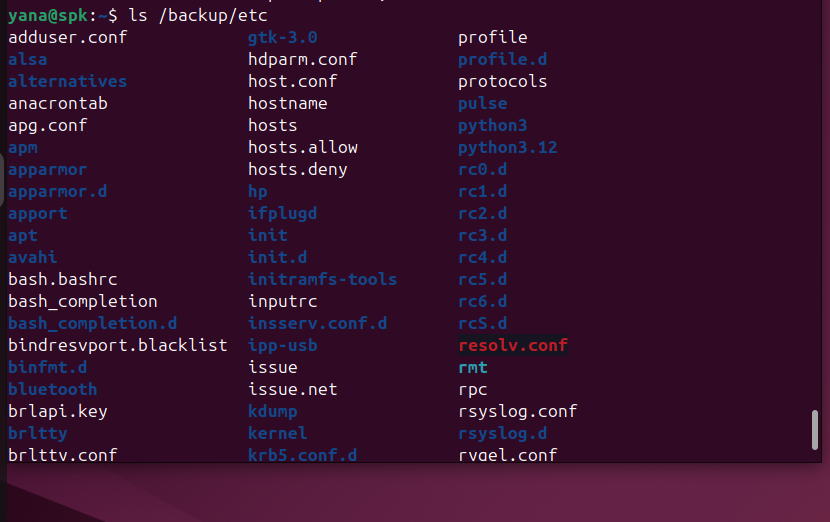 yana@spk:~$ ls /backup/etc
adduser.conf gtk-3.0 profile
alsa hdparm.conf profile.d
alternatives host.conf protocols
anacrontab hostname pulse
apg.conf hosts python3
apm hosts.allow python3.12
apparmor hosts.deny rc0.d
apparmor.d hp rc1.d
apport ifplugd rc2.d
apt init rc3.d
avahi init.d rc4.d
bash.bashrc initramfs-tools rc5.d
bash_completion inputrc rc6.d
bash_completion.d insserv.conf.d rcS.d
bindresvport.blacklist ipp-usb resolv.conf
binfmt.d issue rmt
bluetooth issue.net rpc
brlapi.key kdump rsyslog.conf
brltty kernel rsyslog.d
brltty.conf krb5.conf.d rygel.conf